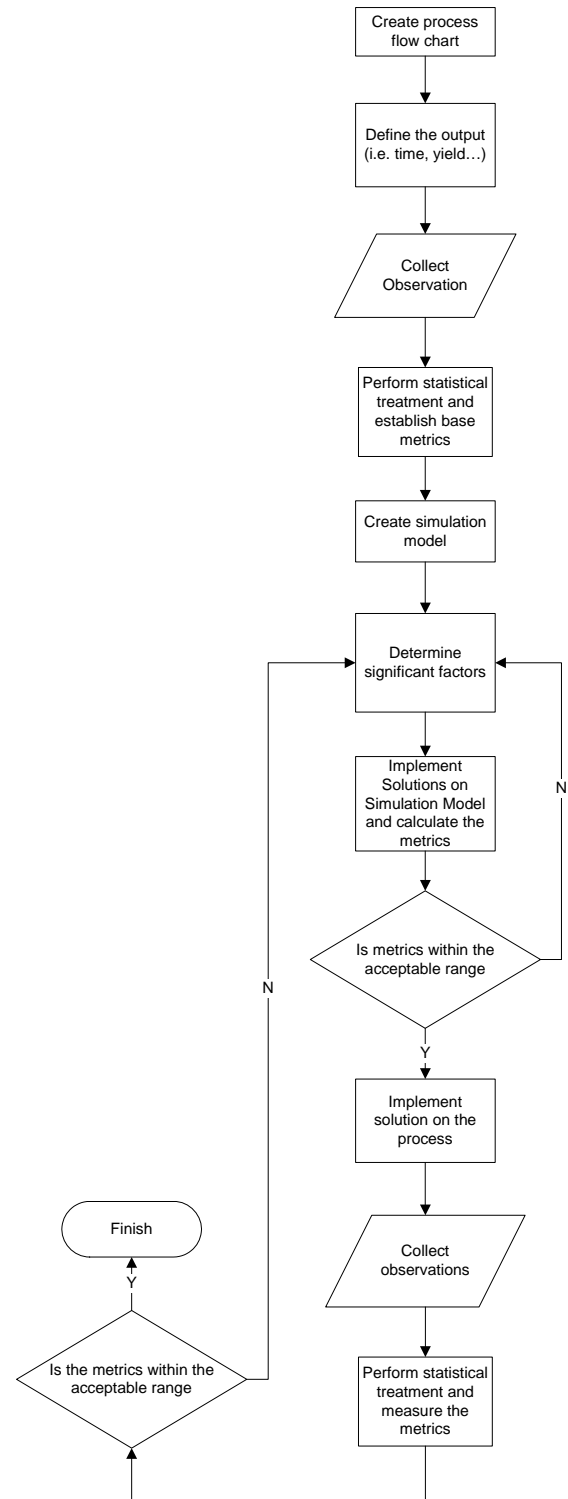 Create process
flow chart
Define the output
(i.e. time, yield…)
Collect
Observation
Perform statistical
treatment and
establish base
metrics
Create simulation
model
Determine
significant factors
Implement
Solutions on
Simulation Model
and calculate the
metrics
N
Is metrics within the
acceptable range
N
Y
Implement
solution on the
process
Collect
observations
Perform statistical
treatment and
measure the
metrics
Finish
Y
Is the metrics within the
acceptable range